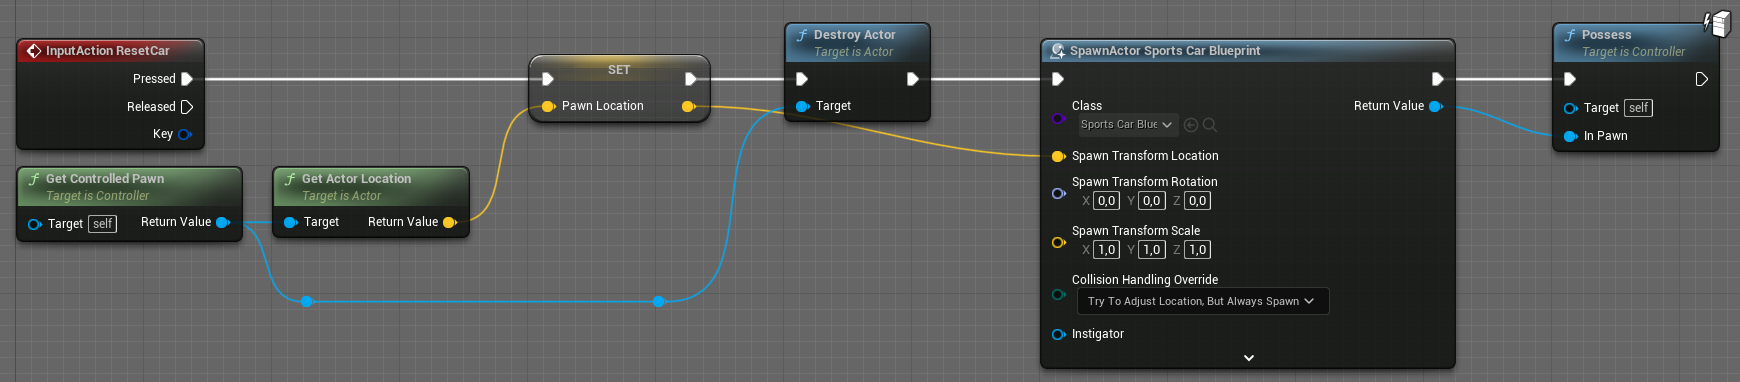 InputAction ResetCar
Pressed
Released
Key
Get Controlled Pawn
Target is Controller
Target self
Return Value
Get Actor Location
Target is Actor
Target
Return Value
SET
Pawn Location
Destroy Actor
Target is Actor
Target
SpawnActor Sports Car Blueprint
Class
Sports Car Blue
Return Value
Spawn Transform Location
Spawn Transform Rotation
X 0,0 Y 0,0 Z 0,0
Spawn Transform Scale
X 1,0 Y 1,0 Z 1,0
Collision Handling Override
Try To Adjust Location, But Always Spawn
Instigator
Possess
Target is Controller
Target self
In Pawn